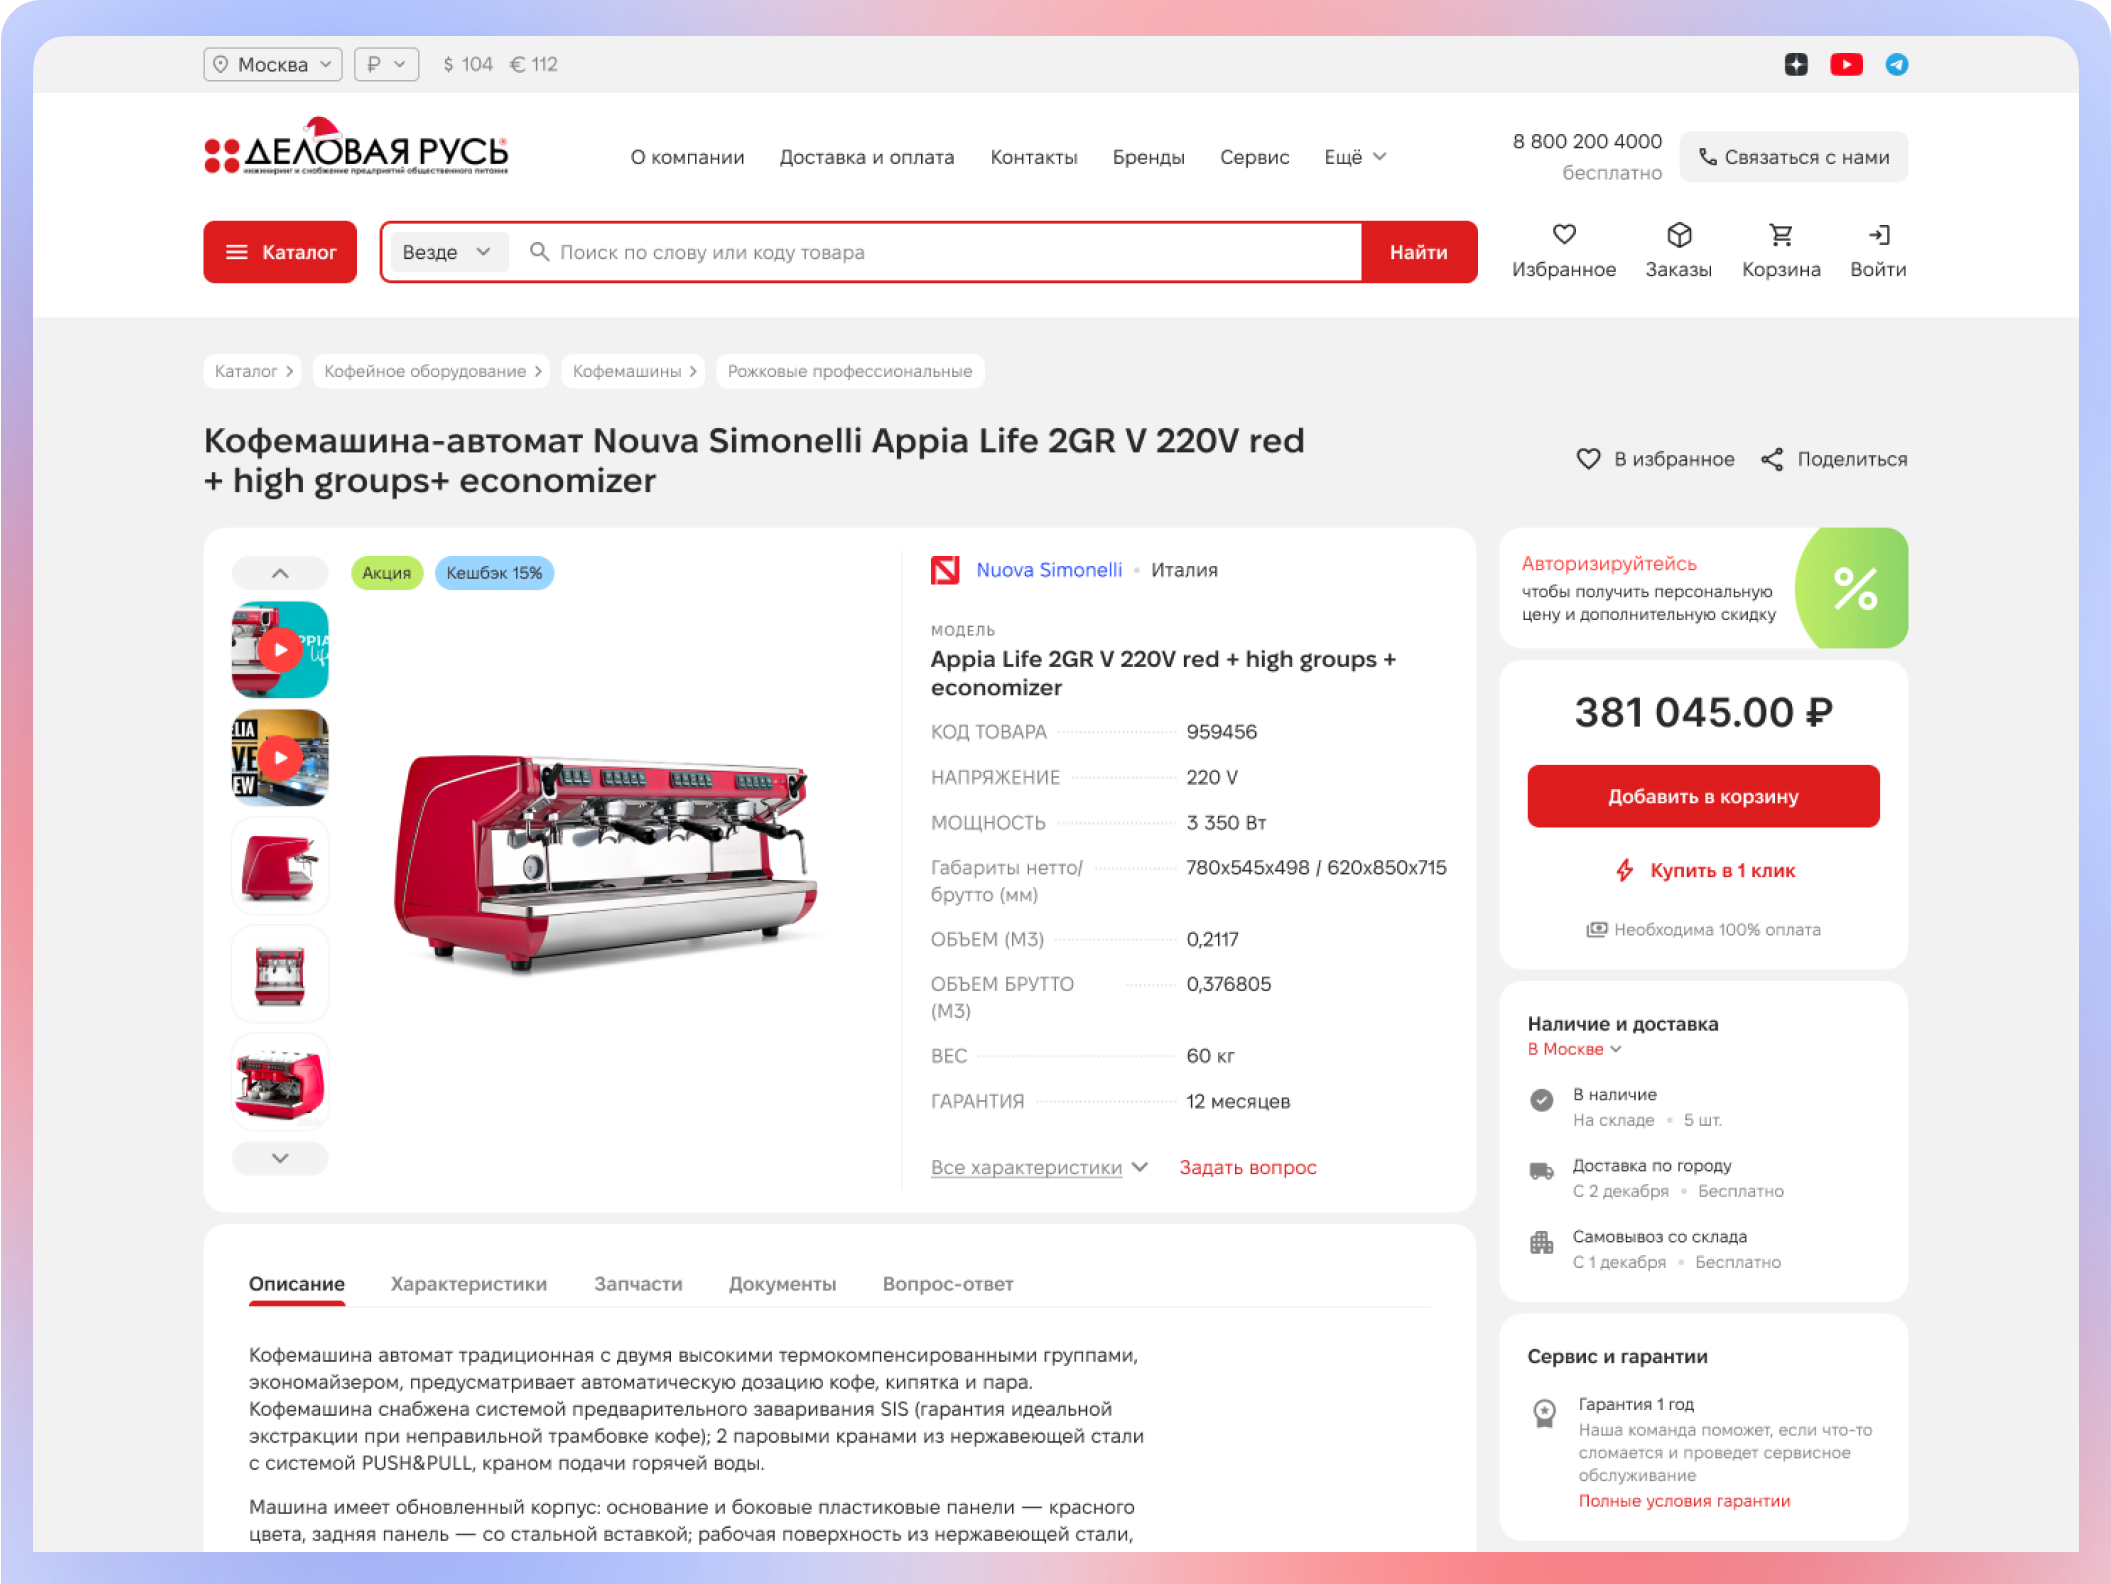 Москва
₽
$ 104 € 112
ДЕЛОВАЯ РУСЬ
инжиниринг и снабжение предприятий общественного питания
О компании
Доставка и оплата
Контакты
Бренды
Сервис
Ещё
8 800 200 4000
бесплатно
Связаться с нами
Каталог
Везде
Поиск по слову или коду товара
Найти
Избранное
Заказы
Корзина
Войти
Каталог
Кофейное оборудование
Кофемашины
Рожковые профессиональные
Кофемашина-автомат Nouva Simonelli Appia Life 2GR V 220V red
+ high groups+ economizer
В избранное
Поделиться
Акция
Кешбэк 15%
PPIA
life
LIA
VE
EW
Nuova Simonelli • Италия
МОДЕЛЬ
Appia Life 2GR V 220V red + high groups +
economizer
КОД ТОВАРА 959456
НАПРЯЖЕНИЕ 220 V
МОЩНОСТЬ 3 350 Вт
Габариты нетто/ 780x545x498 / 620x850x715
брутто (мм)
ОБЪЕМ (М3) 0,2117
ОБЪЕМ БРУТТО 0,376805
(М3)
ВЕС 60 кг
ГАРАНТИЯ 12 месяцев
Все характеристики
Задать вопрос
Авторизируйтейсь
чтобы получить персональную
цену и дополнительную скидку
%
381 045.00 ₽
Добавить в корзину
Купить в 1 клик
Необходима 100% оплата
Наличие и доставка
В Москве
В наличие
На складе • 5 шт.
Доставка по городу
С 2 декабря • Бесплатно
Самовывоз со склада
С 1 декабря • Бесплатно
Сервис и гарантии
Гарантия 1 год
Наша команда поможет, если что-то
сломается и проведет сервисное
обслуживание
Полные условия гарантии
Описание
Характеристики
Запчасти
Документы
Вопрос-ответ
Кофемашина автомат традиционная с двумя высокими термокомпенсированными группами,
экономайзером, предусматривает автоматическую дозацию кофе, кипятка и пара.
Кофемашина снабжена системой предварительного заваривания SIS (гарантия идеальной
экстракции при неправильной трамбовке кофе); 2 паровыми кранами из нержавеющей стали
с системой PUSH&PULL, краном подачи горячей воды.
Машина имеет обновленный корпус: основание и боковые пластиковые панели — красного
цвета, задняя панель — со стальной вставкой; рабочая поверхность из нержавеющей стали,